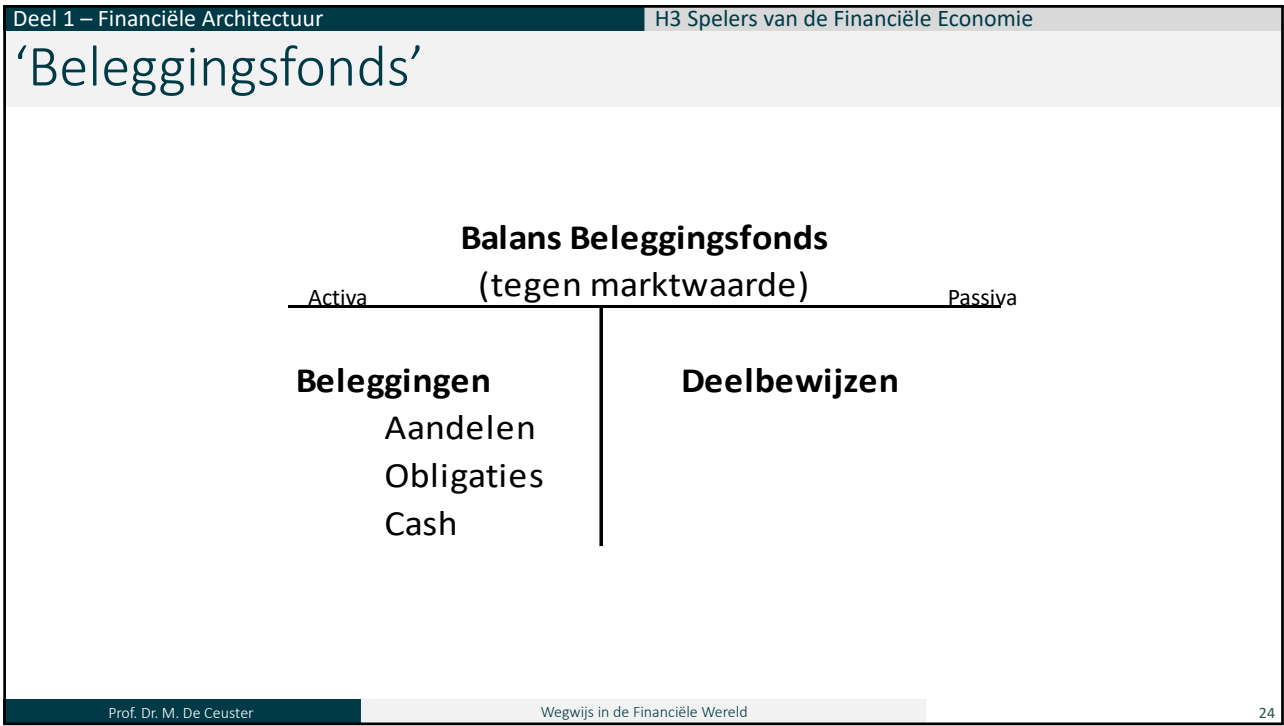 Deel 1 – Financiële Architectuur
H3 Spelers van de Financiële Economie
‘Beleggingsfonds’
Balans Beleggingsfonds
(tegen marktwaarde)
Activa
Passiva
Beleggingen
Deelbewijzen
Aandelen
Obligaties
Cash
Prof. Dr. M. De Ceuster
Wegwijs in de Financiële Wereld
24